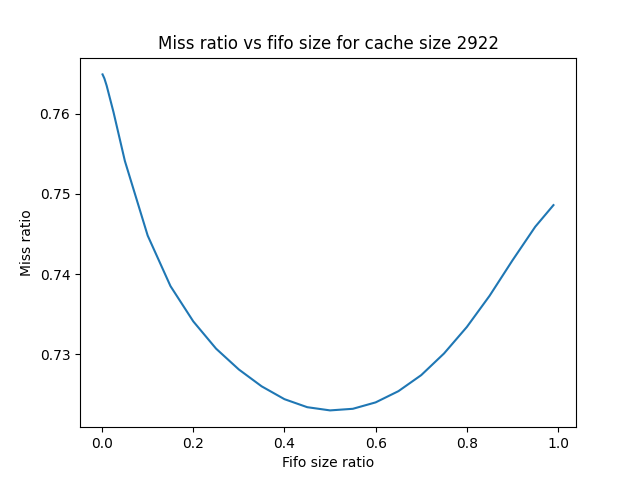 Miss ratio vs fifo size for cache size 2922
Miss ratio
0.76
0.75
0.74
0.73
0.0 0.2 0.4 0.6 0.8 1.0
Fifo size ratio